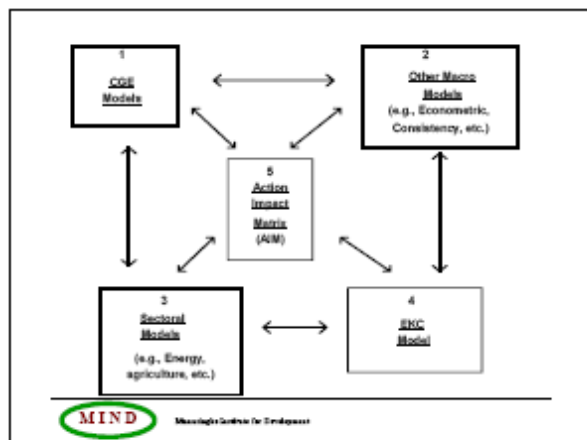 1
CGE
Models
2
Other Macro
Models
(e.g., Econometric,
Consistency, etc.)
5
Action
Impact
Matrix
(AIM)
3
Sectoral
Models
(e.g., Energy,
agriculture, etc.)
4
EKC
Model
MIND
Munasinghe Institute for Development